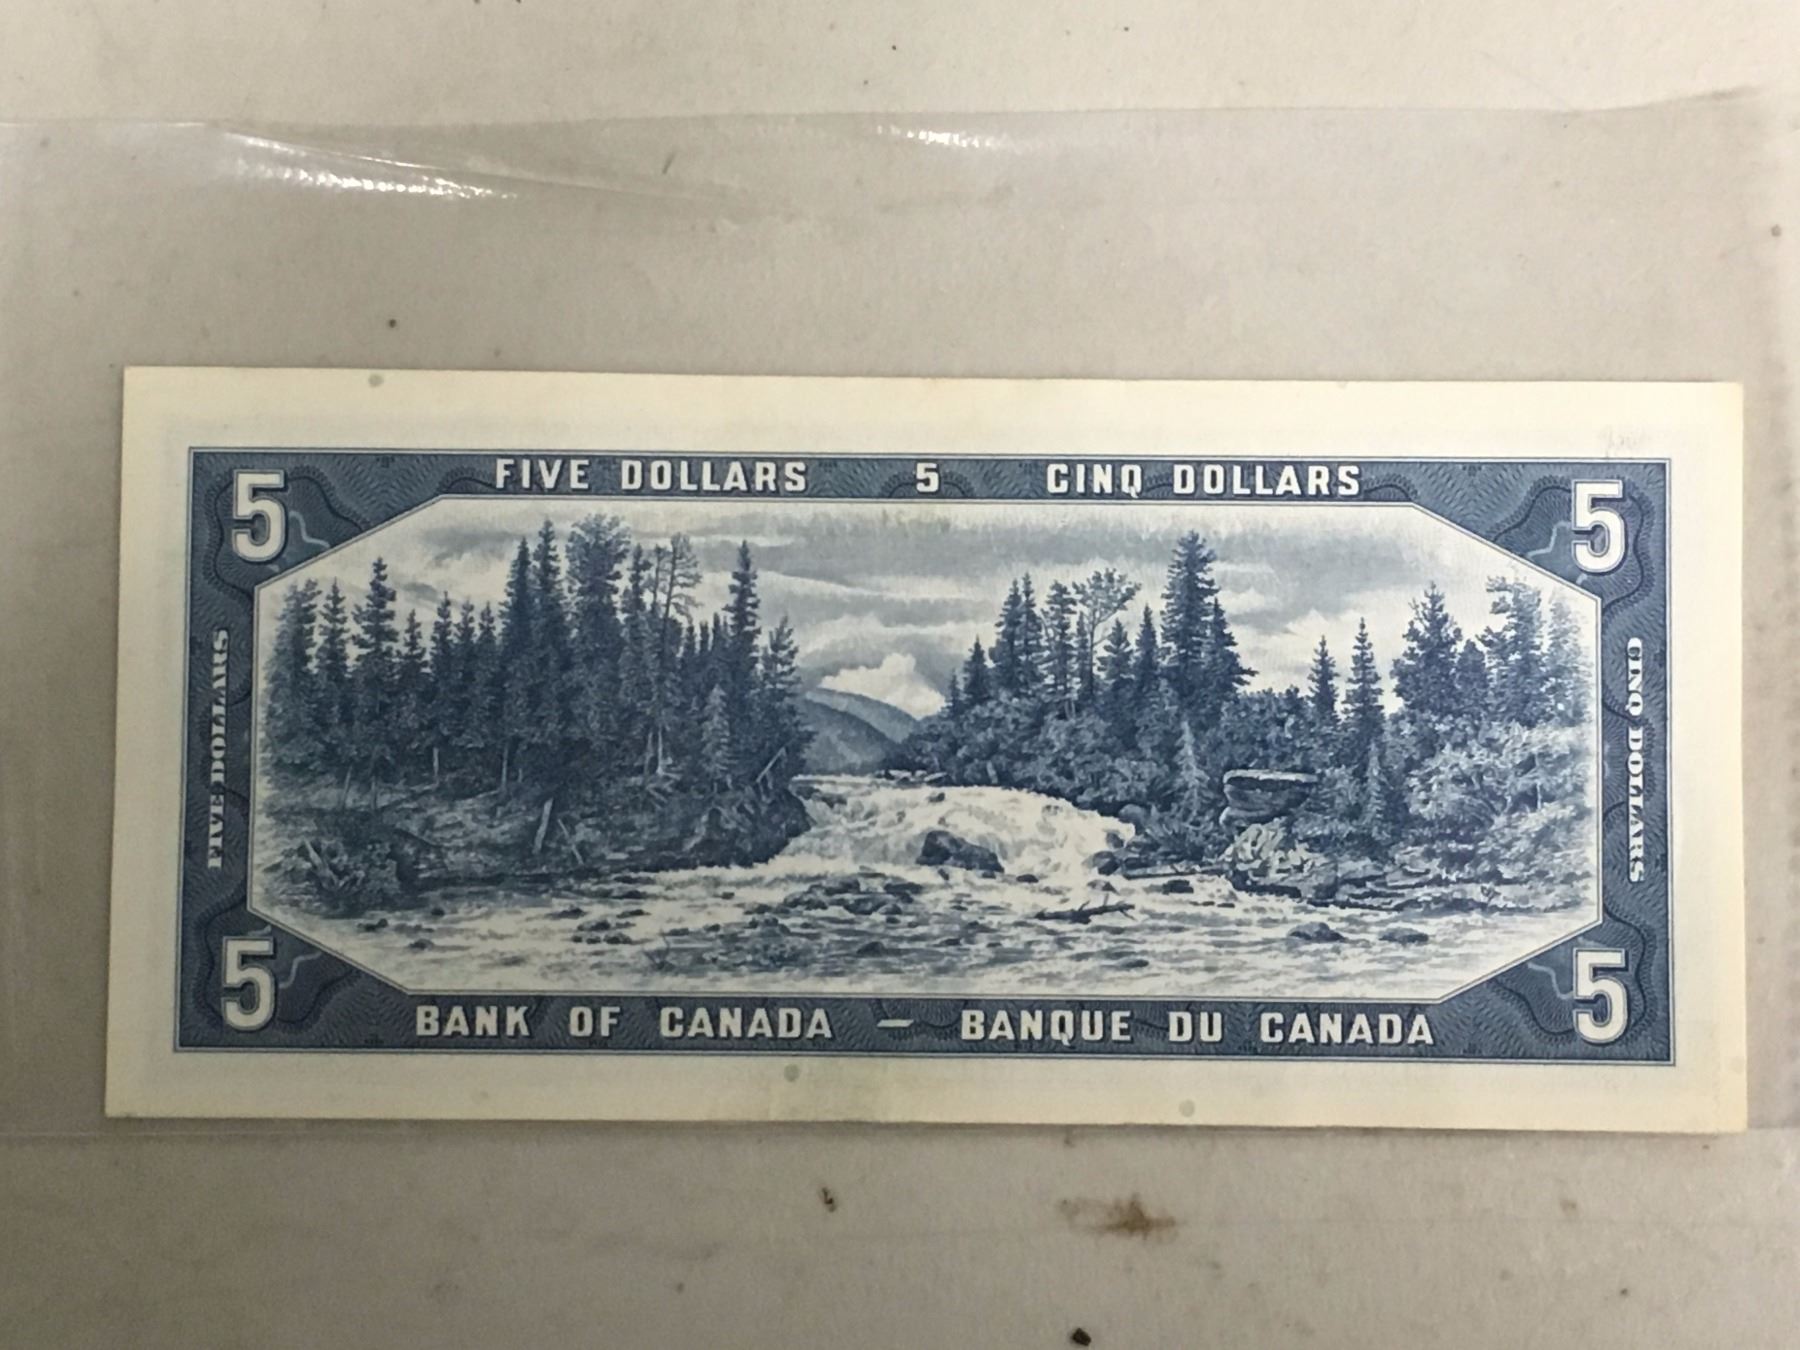 FIVE DOLLARS 5 CINQ DOLLARS
5 5
FIVE DOLLARS
CINQ DOLLARS
5 5
BANK OF CANADA – BANQUE DU CANADA